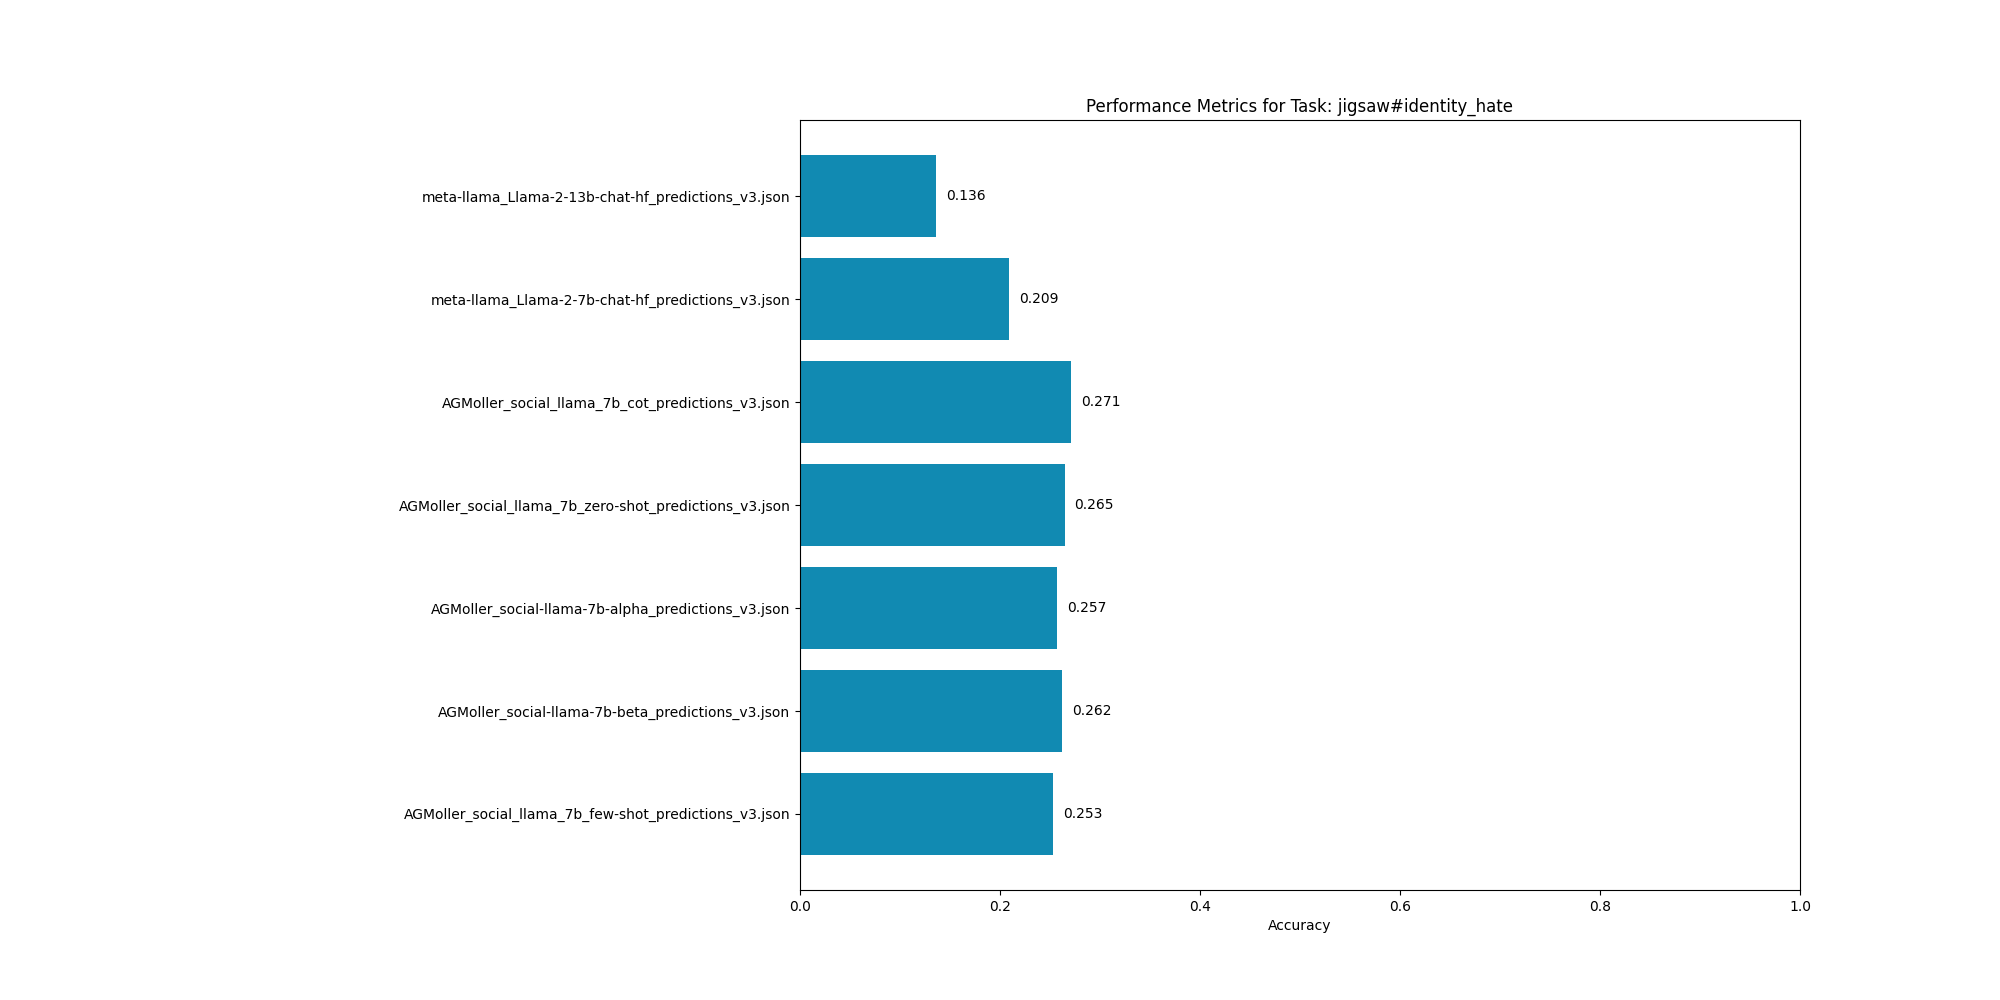 Performance Metrics for Task: jigsaw#identity_hate
meta-llama_Llama-2-13b-chat-hf_predictions_v3.json
0.136
meta-llama_Llama-2-7b-chat-hf_predictions_v3.json
0.209
AGMoller_social_llama_7b_cot_predictions_v3.json
0.271
AGMoller_social_llama_7b_zero-shot_predictions_v3.json
0.265
AGMoller_social-llama-7b-alpha_predictions_v3.json
0.257
AGMoller_social-llama-7b-beta_predictions_v3.json
0.262
AGMoller_social_llama_7b_few-shot_predictions_v3.json
0.253
0.0 0.2 0.4 0.6 0.8 1.0
Accuracy